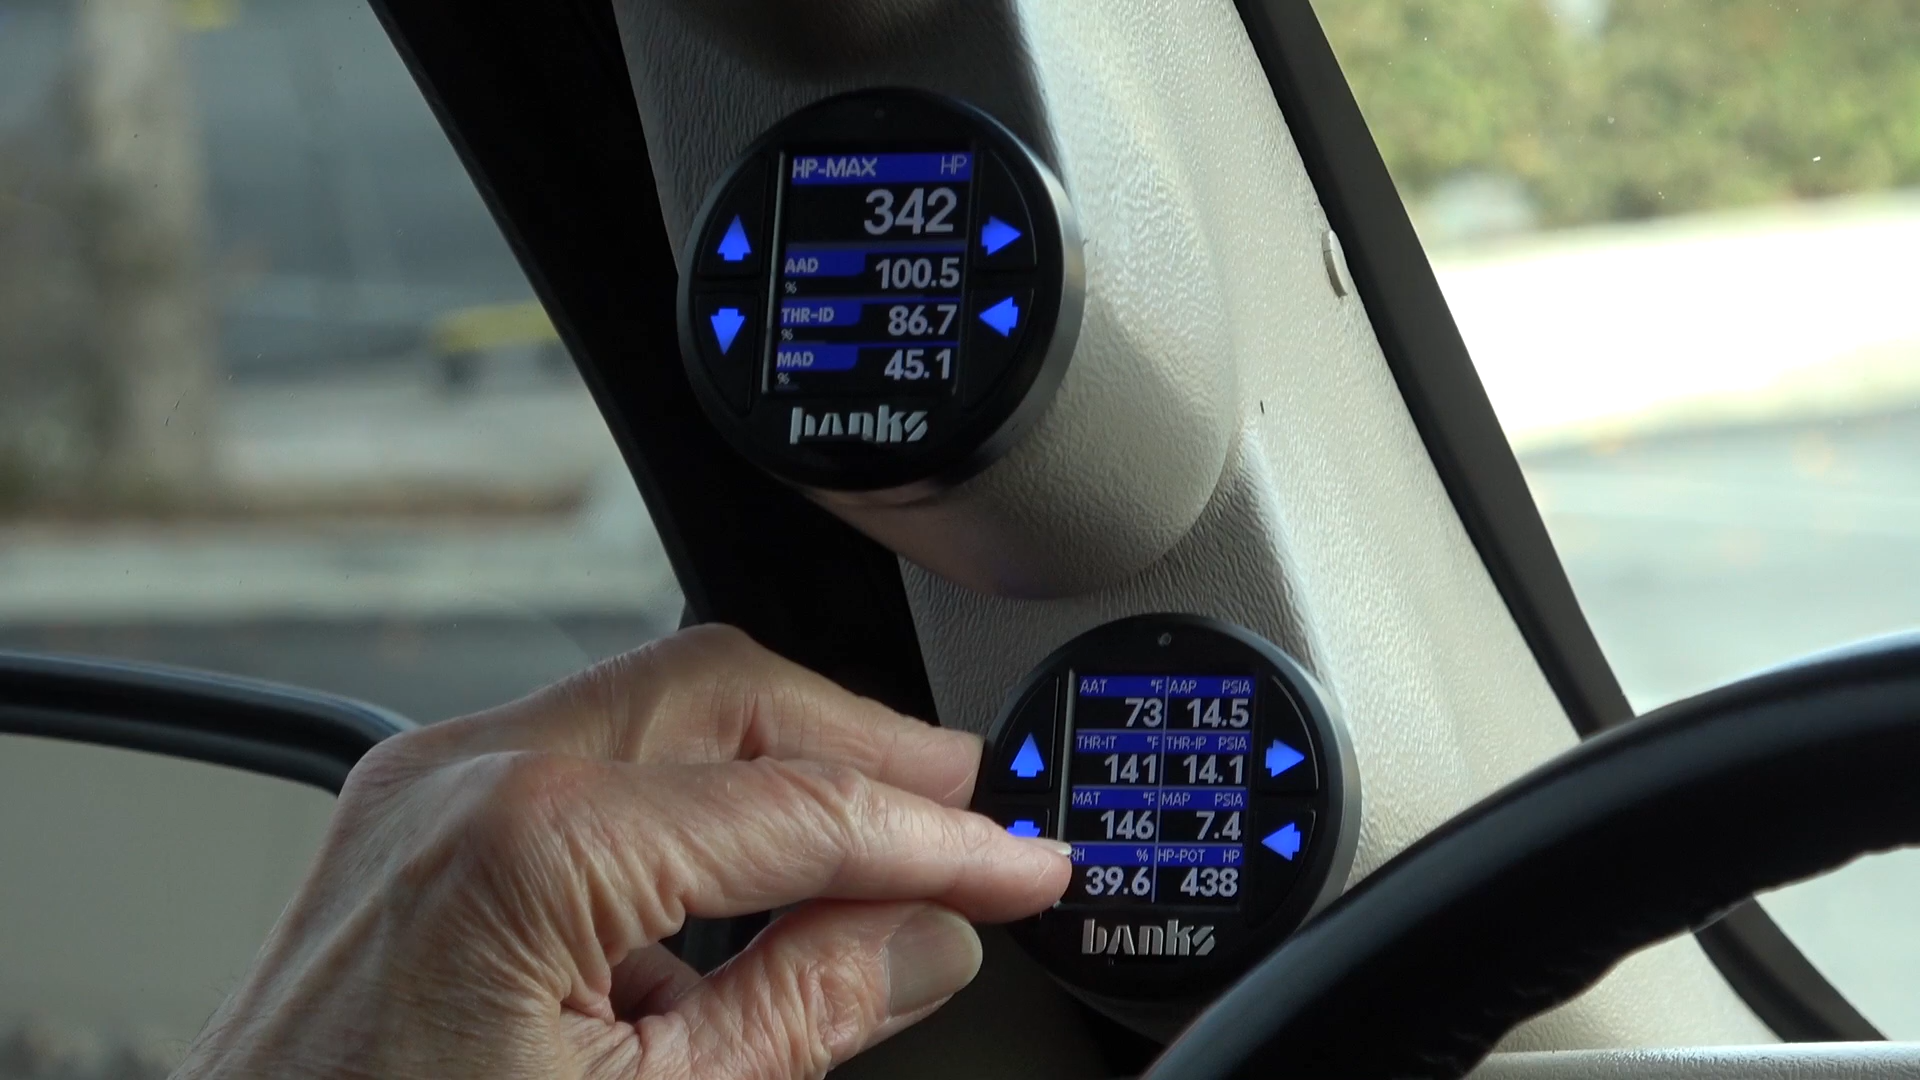 HP-MAX HP
342
AAD 100.5
%
THR-ID 86.7
%
MAD 45.1
%
banks
AAT °F AAP PSIA
73 14.5
THR-IT °F THR-IP PSIA
141 14.1
MAT °F MAP PSIA
146 7.4
RH % HP-POT HP
39.6 438
banks